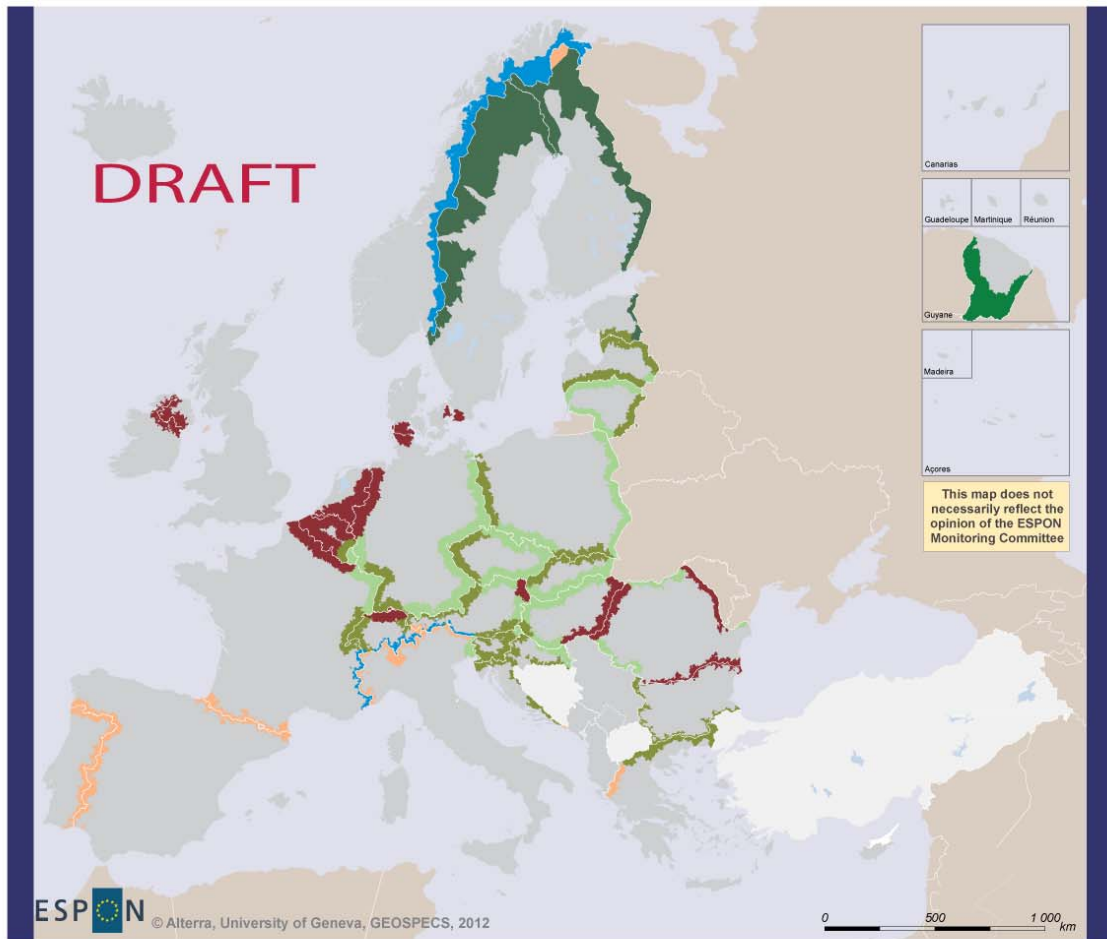 DRAFT
Canarias
Guadeloupe Martinique Réunion
Guyane
Madeira
Açores
This map does not
necessarily reflect the
opinion of the ESPON
Monitoring Committee
ESPON © Alterra, University of Geneva, GEOSPECS, 2012
0 500 1 000
km